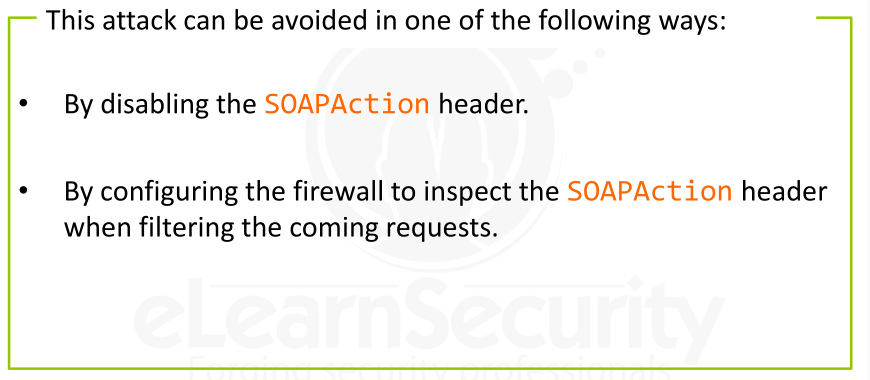 This attack can be avoided in one of the following ways:
• By disabling the SOAPAction header.
• By configuring the firewall to inspect the SOAPAction header
when filtering the coming requests.
eLearnSecurity
Forging security professionals